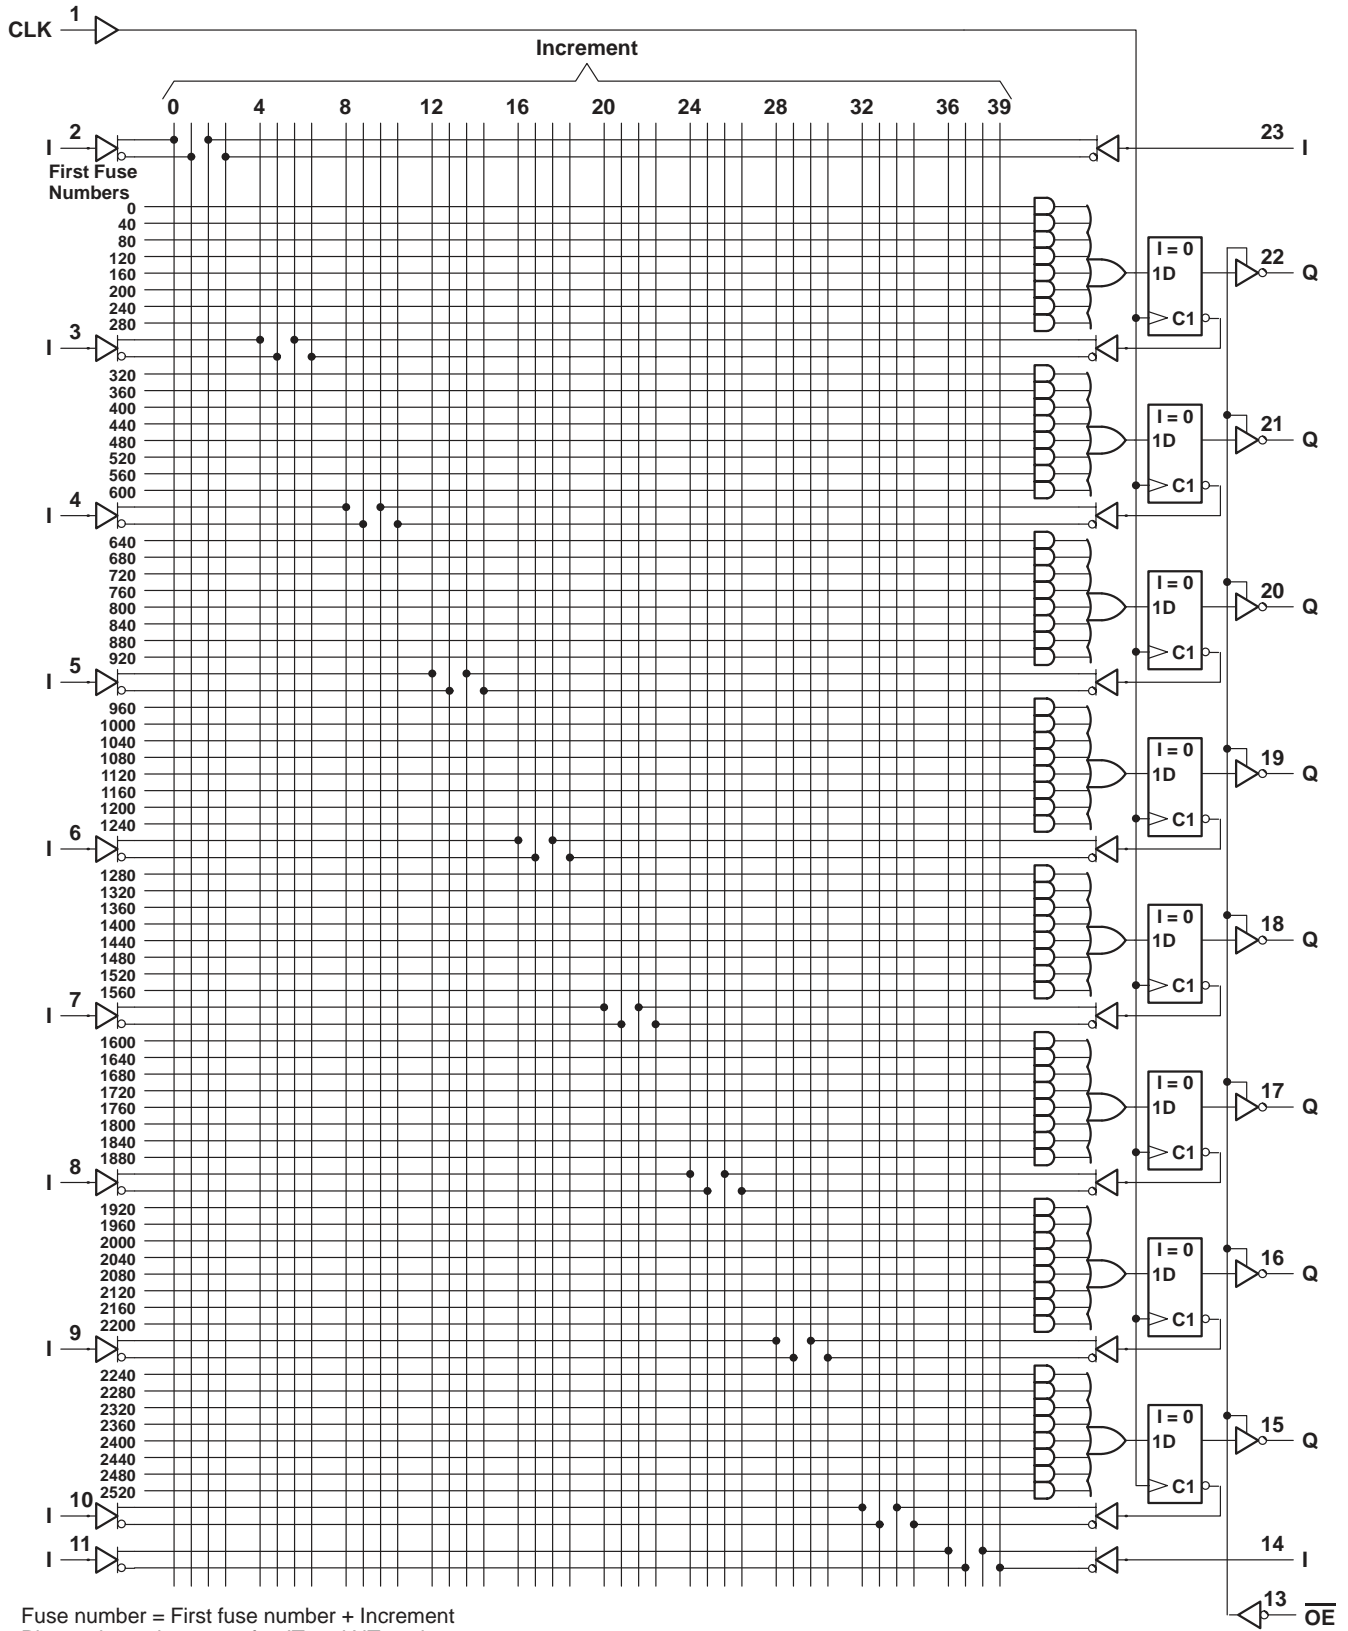 CLK 1
Increment
0 4 8 12 16 20 24 28 32 36 39
I 2 23 I
First Fuse
Numbers
0
40
80
120
160
200
240
280
I = 0
1D
C1
22 Q
I 3
320
360
400
440
480
520
560
600
I = 0
1D
C1
21 Q
I 4
640
680
720
760
800
840
880
920
I = 0
1D
C1
20 Q
I 5
960
1000
1040
1080
1120
1160
1200
1240
I = 0
1D
C1
19 Q
I 6
1280
1320
1360
1400
1440
1480
1520
1560
I = 0
1D
C1
18 Q
I 7
1600
1640
1680
1720
1760
1800
1840
1880
I = 0
1D
C1
17 Q
I 8
1920
1960
2000
2040
2080
2120
2160
2200
I = 0
1D
C1
16 Q
I 9
2240
2280
2320
2360
2400
2440
2480
2520
I = 0
1D
C1
15 Q
I 10
I 11 14 I
13 OE
Fuse number = First fuse number + Increment